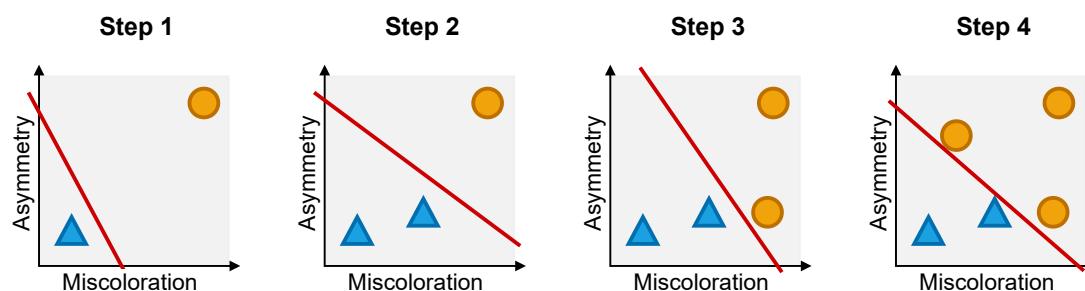 Step 1
Step 2
Step 3
Step 4
Asymmetry
Miscoloration
Asymmetry
Miscoloration
Asymmetry
Miscoloration
Asymmetry
Miscoloration